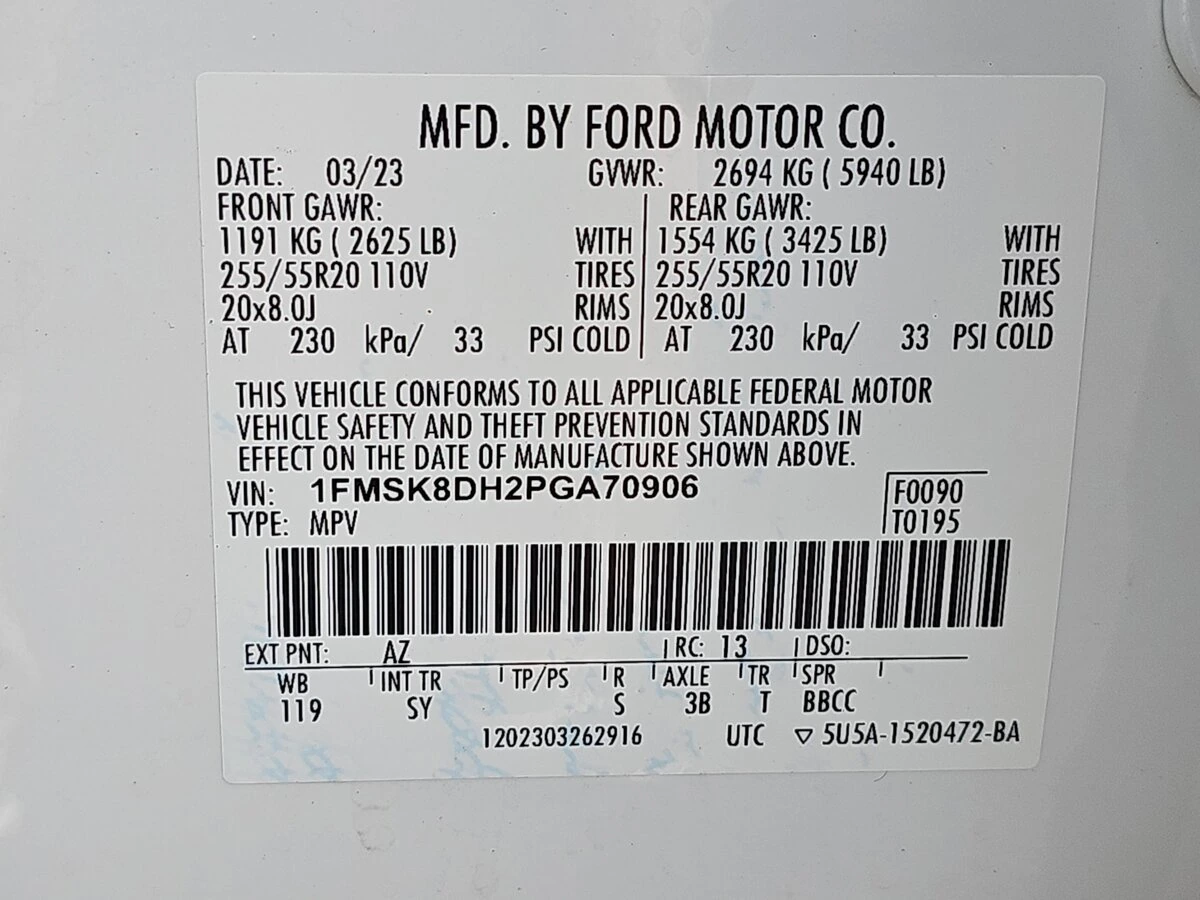 MFD. BY FORD MOTOR CO.
DATE: 03/23 GVWR: 2694 KG ( 5940 LB)
FRONT GAWR: REAR GAWR:
1191 KG ( 2625 LB) WITH 1554 KG ( 3425 LB) WITH
255/55R20 110V TIRES 255/55R20 110V TIRES
20x8.0J RIMS 20x8.0J RIMS
AT 230 kPa/ 33 PSI COLD AT 230 kPa/ 33 PSI COLD
THIS VEHICLE CONFORMS TO ALL APPLICABLE FEDERAL MOTOR
VEHICLE SAFETY AND THEFT PREVENTION STANDARDS IN
EFFECT ON THE DATE OF MANUFACTURE SHOWN ABOVE.
VIN: 1FMSK8DH2PGA70906 F0090
TYPE: MPV T0195
EXT PNT: AZ RC: 13 DSO:
WB INT TR TP/PS R AXLE TR SPR
119 SY S 3B T BBCC
1202303262916 UTC ▽ 5U5A-1520472-BA